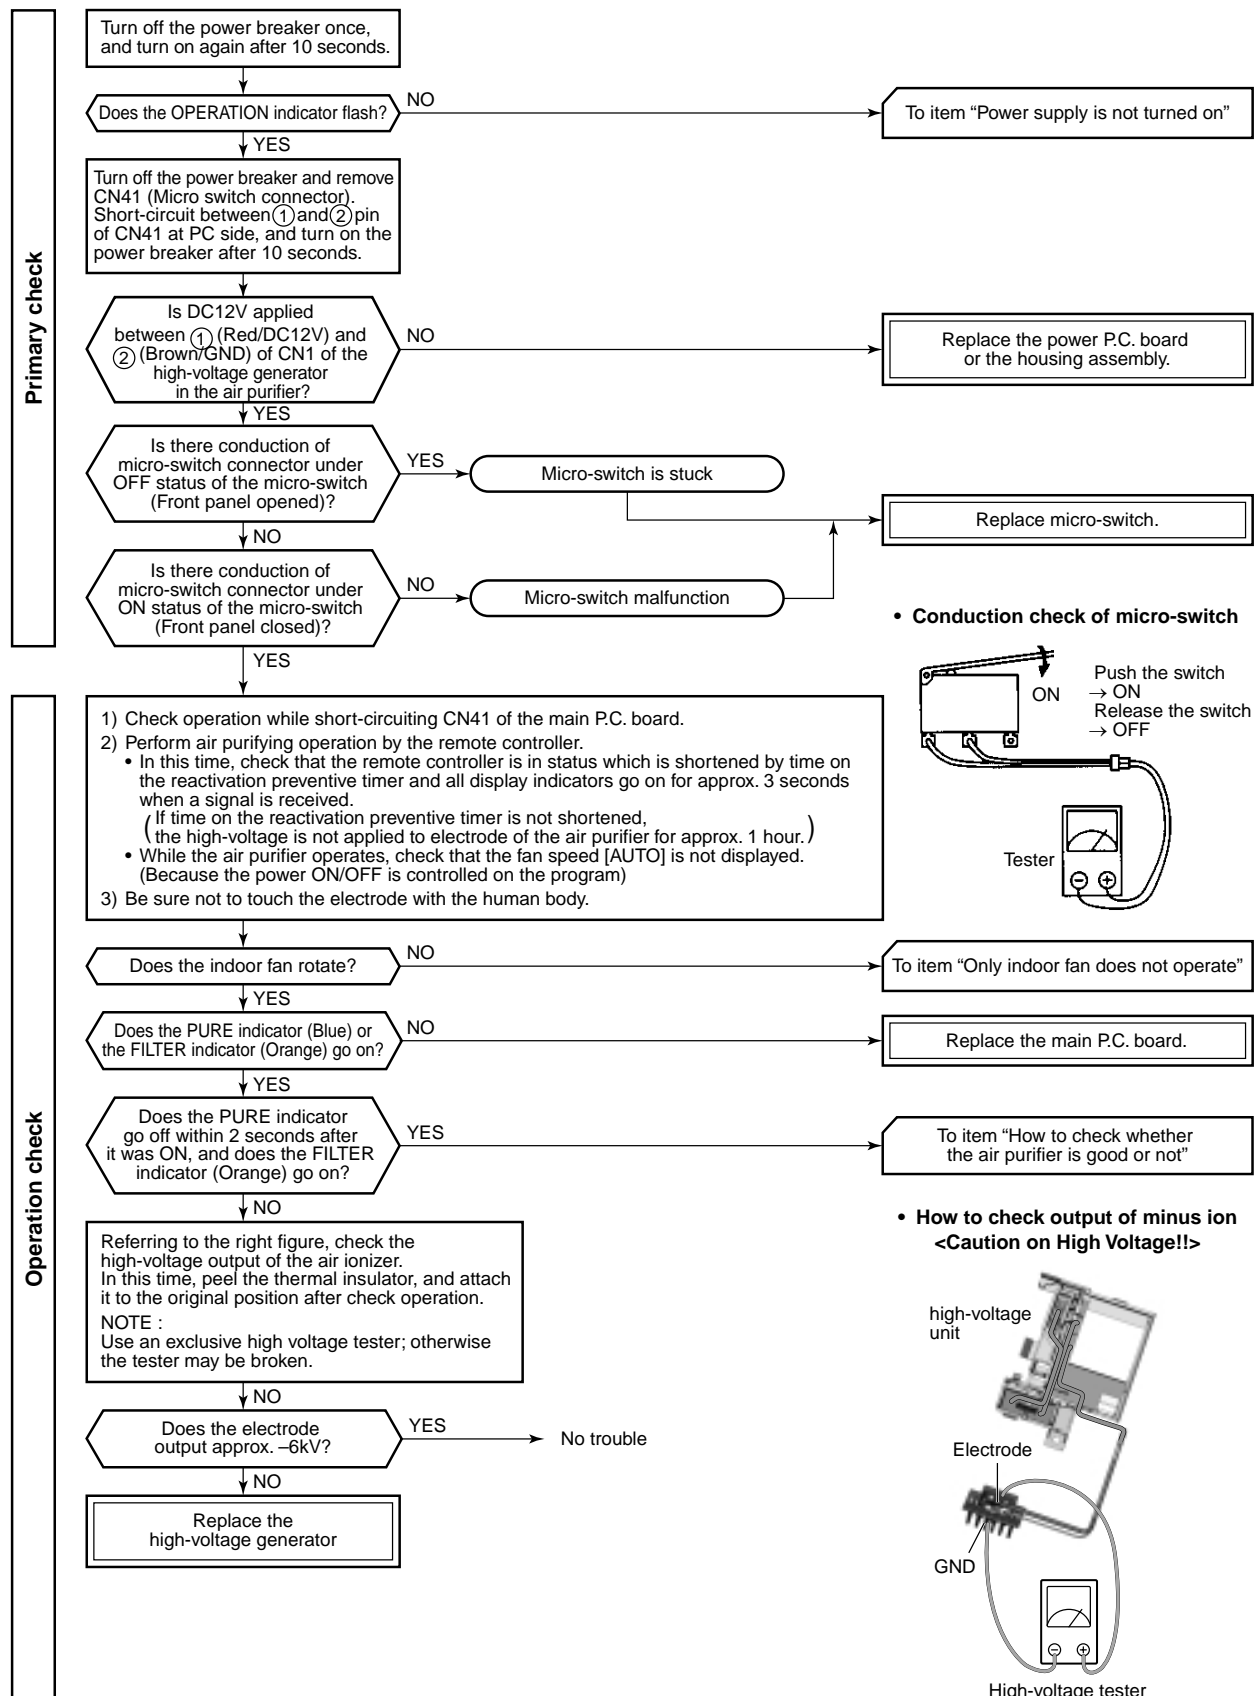 Primary check
Turn off the power breaker once,
and turn on again after 10 seconds.
Does the OPERATION indicator flash?
NO
To item “Power supply is not turned on”
YES
Turn off the power breaker and remove
CN41 (Micro switch connector).
Short-circuit between ① and ② pin
of CN41 at PC side, and turn on the
power breaker after 10 seconds.
Is DC12V applied
between ① (Red/DC12V) and
② (Brown/GND) of CN1 of the
high-voltage generator
in the air purifier?
NO
Replace the power P.C. board
or the housing assembly.
YES
Is there conduction of
micro-switch connector under
OFF status of the micro-switch
(Front panel opened)?
YES
Micro-switch is stuck
Replace micro-switch.
NO
Is there conduction of
micro-switch connector under
ON status of the micro-switch
(Front panel closed)?
NO
Micro-switch malfunction
YES
• Conduction check of micro-switch
ON
Push the switch
→ ON
Release the switch
→ OFF
Tester
Operation check
1) Check operation while short-circuiting CN41 of the main P.C. board.
2) Perform air purifying operation by the remote controller.
• In this time, check that the remote controller is in status which is shortened by time on
the reactivation preventive timer and all display indicators go on for approx. 3 seconds
when a signal is received.
(If time on the reactivation preventive timer is not shortened,
the high-voltage is not applied to electrode of the air purifier for approx. 1 hour.)
• While the air purifier operates, check that the fan speed [AUTO] is not displayed.
(Because the power ON/OFF is controlled on the program)
3) Be sure not to touch the electrode with the human body.
Does the indoor fan rotate?
NO
To item “Only indoor fan does not operate”
YES
Does the PURE indicator (Blue) or
the FILTER indicator (Orange) go on?
NO
Replace the main P.C. board.
YES
Does the PURE indicator
go off within 2 seconds after
it was ON, and does the FILTER
indicator (Orange) go on?
YES
To item “How to check whether
the air purifier is good or not”
NO
Referring to the right figure, check the
high-voltage output of the air ionizer.
In this time, peel the thermal insulator, and attach
it to the original position after check operation.
NOTE :
Use an exclusive high voltage tester; otherwise
the tester may be broken.
NO
Does the electrode
output approx. –6kV?
YES
No trouble
NO
Replace the
high-voltage generator
• How to check output of minus ion
<Caution on High Voltage!!>
high-voltage
unit
Electrode
GND
High-voltage tester